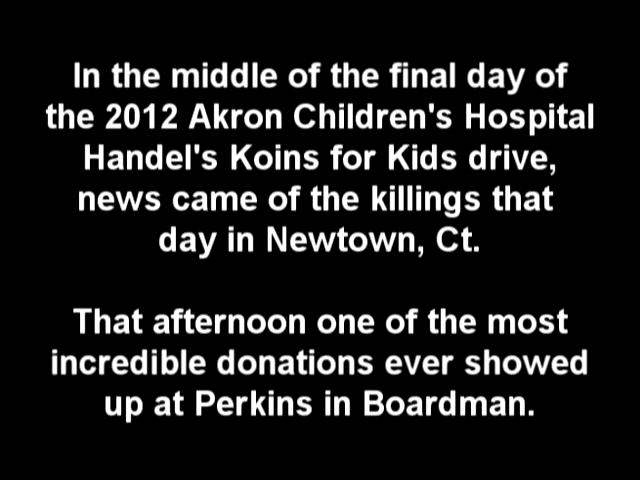 In the middle of the final day of
the 2012 Akron Children's Hospital
Handel's Koins for Kids drive,
news came of the killings that
day in Newtown, Ct.
That afternoon one of the most
incredible donations ever showed
up at Perkins in Boardman.